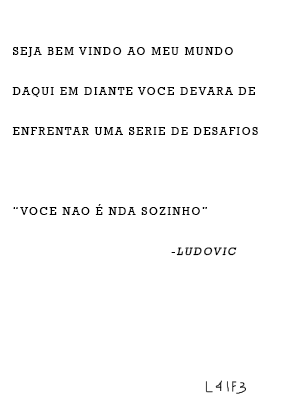 SEJA BEM VINDO AO MEU MUNDO
DAQUI EM DIANTE VOCE DEVARA DE
ENFRENTAR UMA SERIE DE DESAFIOS
"VOCE NAO É NDA SOZINHO"
-LUDOVIC
L41F3